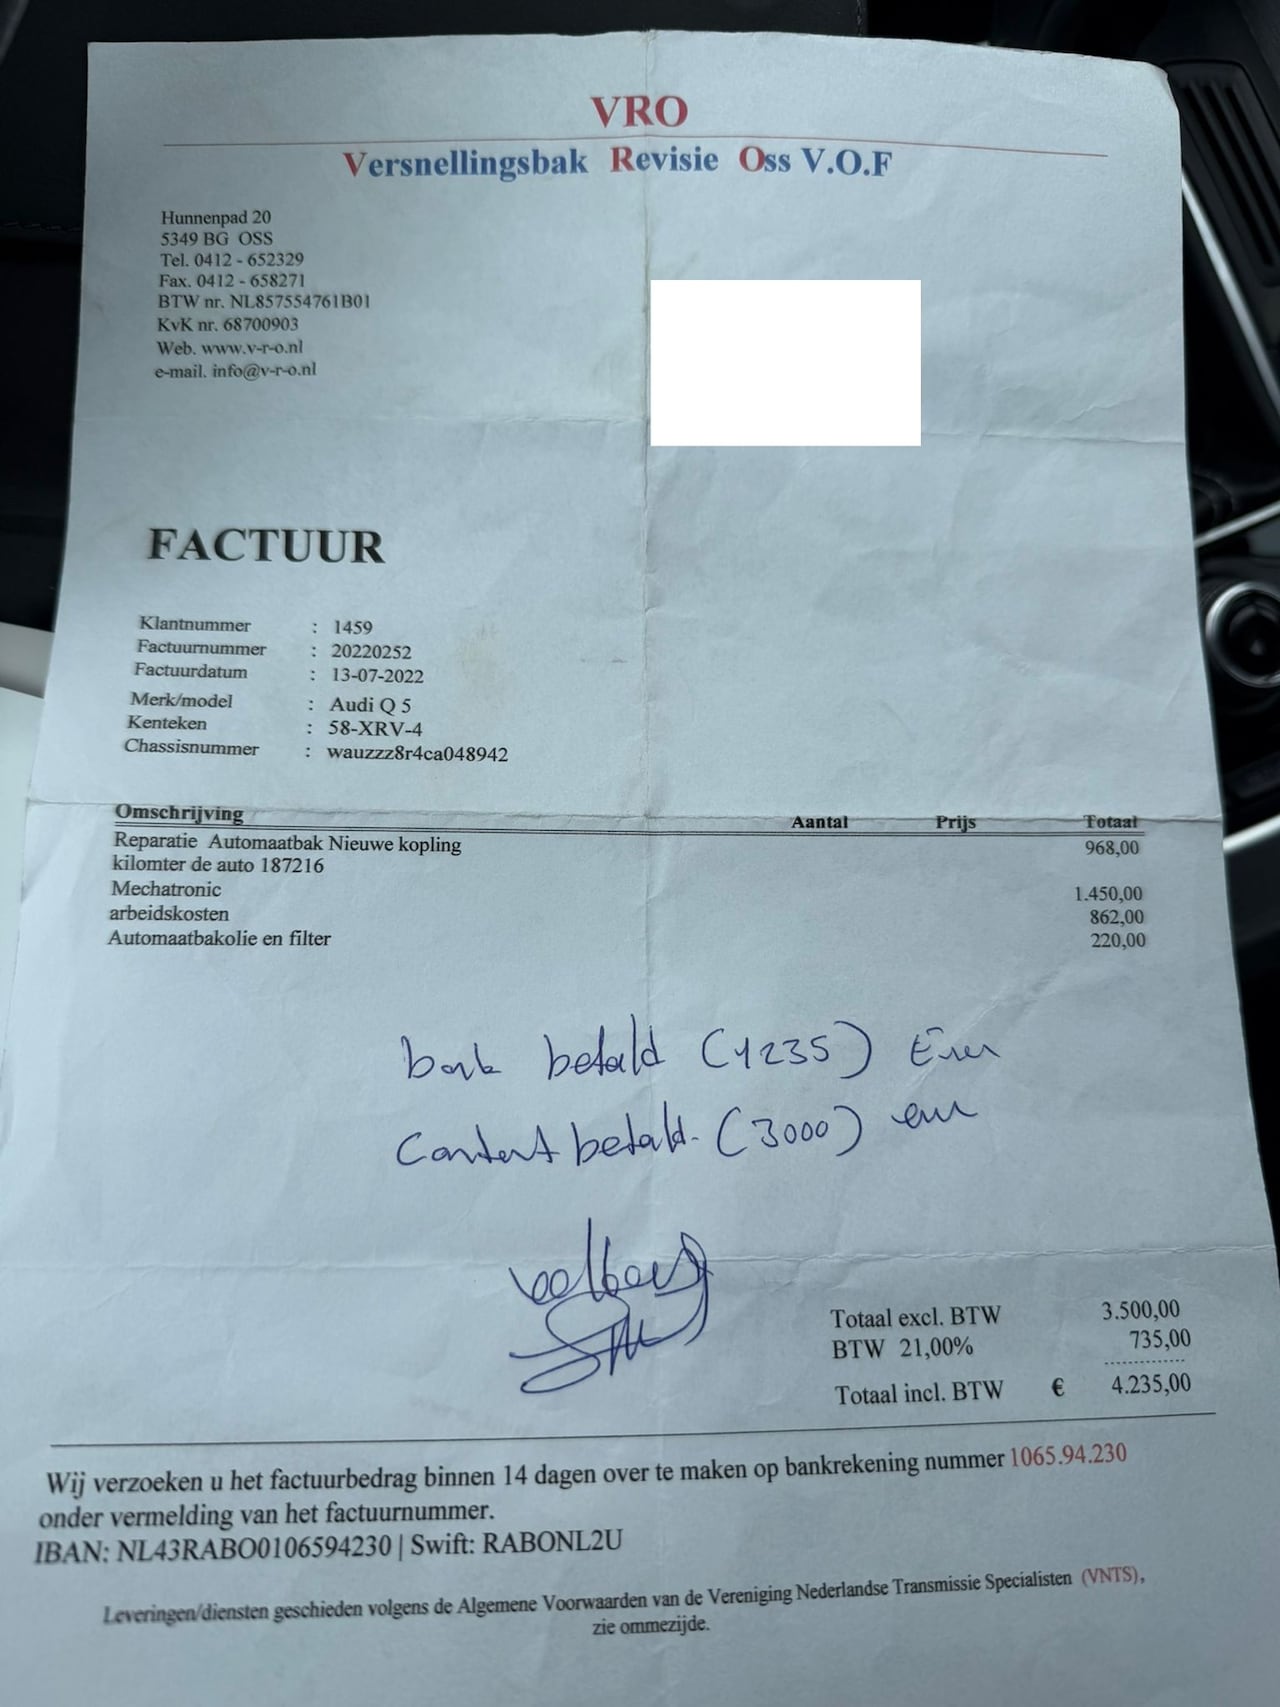 VRO
Versnellingsbak Revisie Oss V.O.F
Hunnenpad 20
5349 BG OSS
Tel. 0412 - 652329
Fax. 0412 - 658271
BTW nr. NL857554761B01
KvK nr. 68700903
Web. www.v-r-o.nl
e-mail. info@v-r-o.nl
FACTUUR
Klantnummer : 1459
Factuurnummer : 20220252
Factuurdatum : 13-07-2022
Merk/model : Audi Q 5
Kenteken : 58-XRV-4
Chassisnummer : wauzzz8r4ca048942
Omschrijving Aantal Prijs Totaal
Reparatie Automaatbak Nieuwe kopling 968,00
kilomter de auto 187216
Mechatronic 1.450,00
arbeidskosten 862,00
Automaatbakolie en filter 220,00
bank betald (1235) Euro
Contant betald. (3000) eur
Totaal excl. BTW 3.500,00
BTW 21,00% 735,00
Totaal incl. BTW € 4.235,00
Wij verzoeken u het factuurbedrag binnen 14 dagen over te maken op bankrekening nummer 1065.94.230
onder vermelding van het factuurnummer.
IBAN: NL43RABO0106594230 | Swift: RABONL2U
Leveringen/diensten geschieden volgens de Algemene Voorwaarden van de Vereniging Nederlandse Transmissie Specialisten (VNTS),
zie ommezijde.